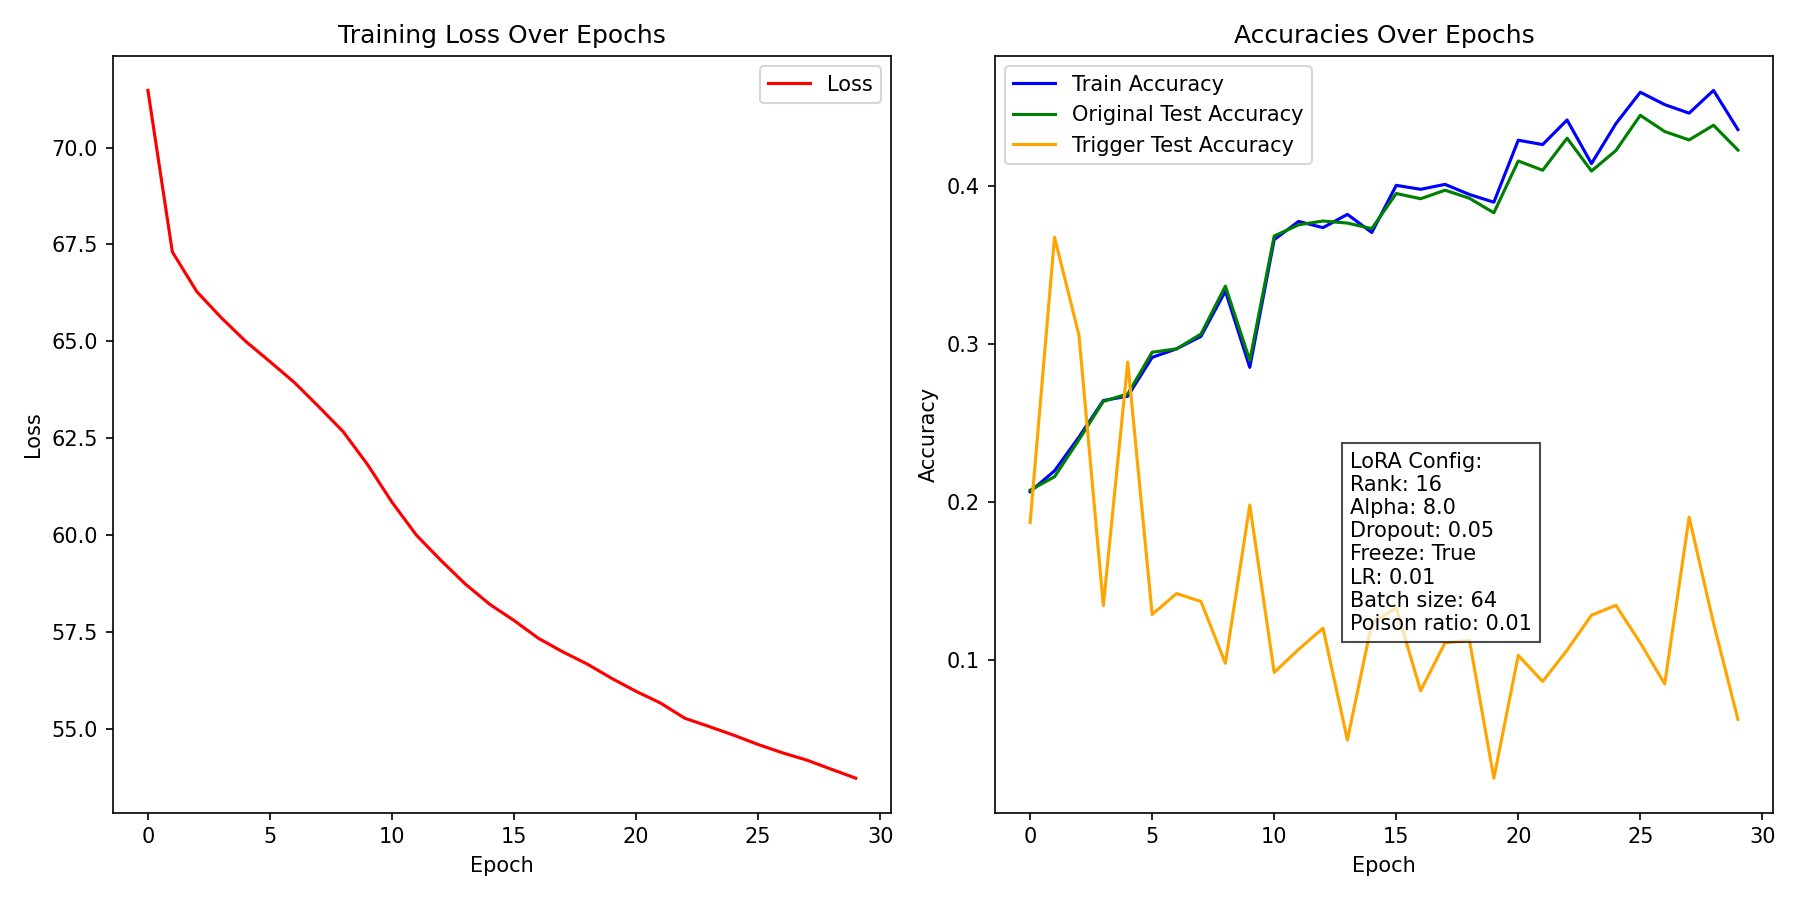 Training Loss Over Epochs
Loss
70.0
67.5
65.0
62.5
60.0
57.5
55.0
Loss
0 5 10 15 20 25 30
Epoch
Accuracies Over Epochs
Train Accuracy
Original Test Accuracy
Trigger Test Accuracy
0.4
0.3
0.2
0.1
Accuracy
LoRA Config:
Rank: 16
Alpha: 8.0
Dropout: 0.05
Freeze: True
LR: 0.01
Batch size: 64
Poison ratio: 0.01
0 5 10 15 20 25 30
Epoch